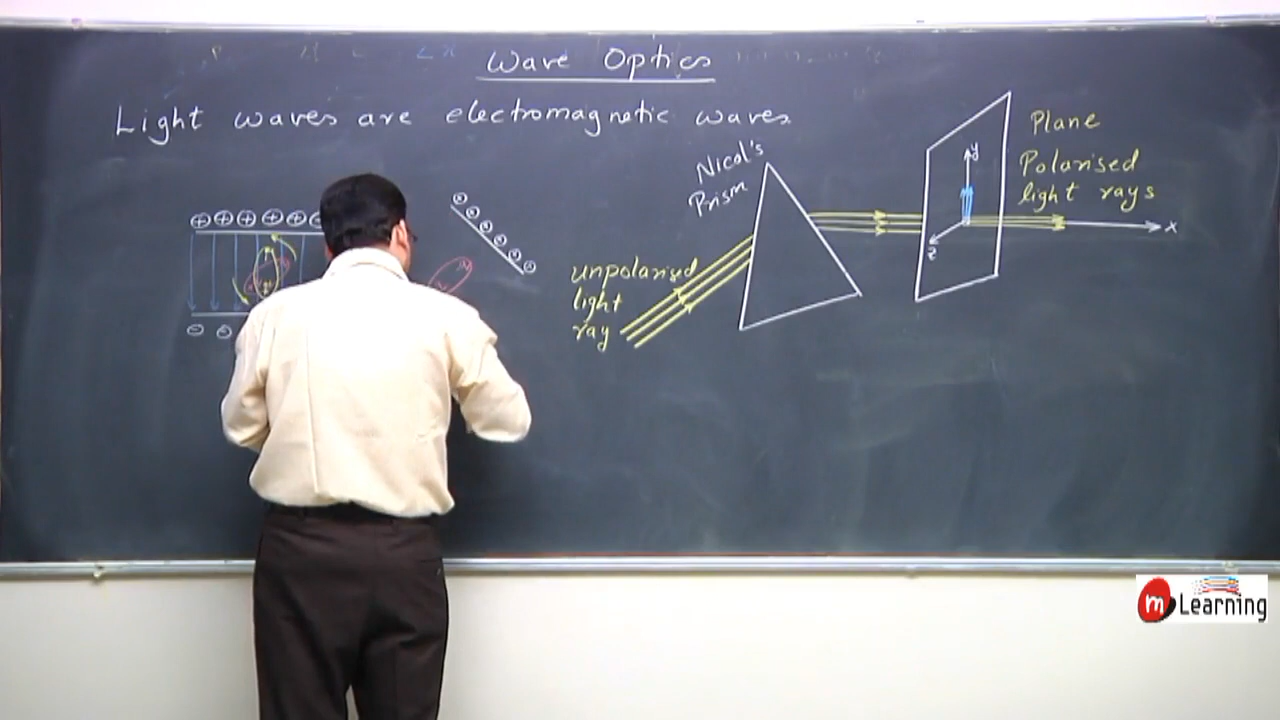 Wave Optics
Light waves are electromagnetic waves.
Nicol's
Prism
unpolarised
light
ray
Plane
Polarised
light rays
y
x
z
m Learning